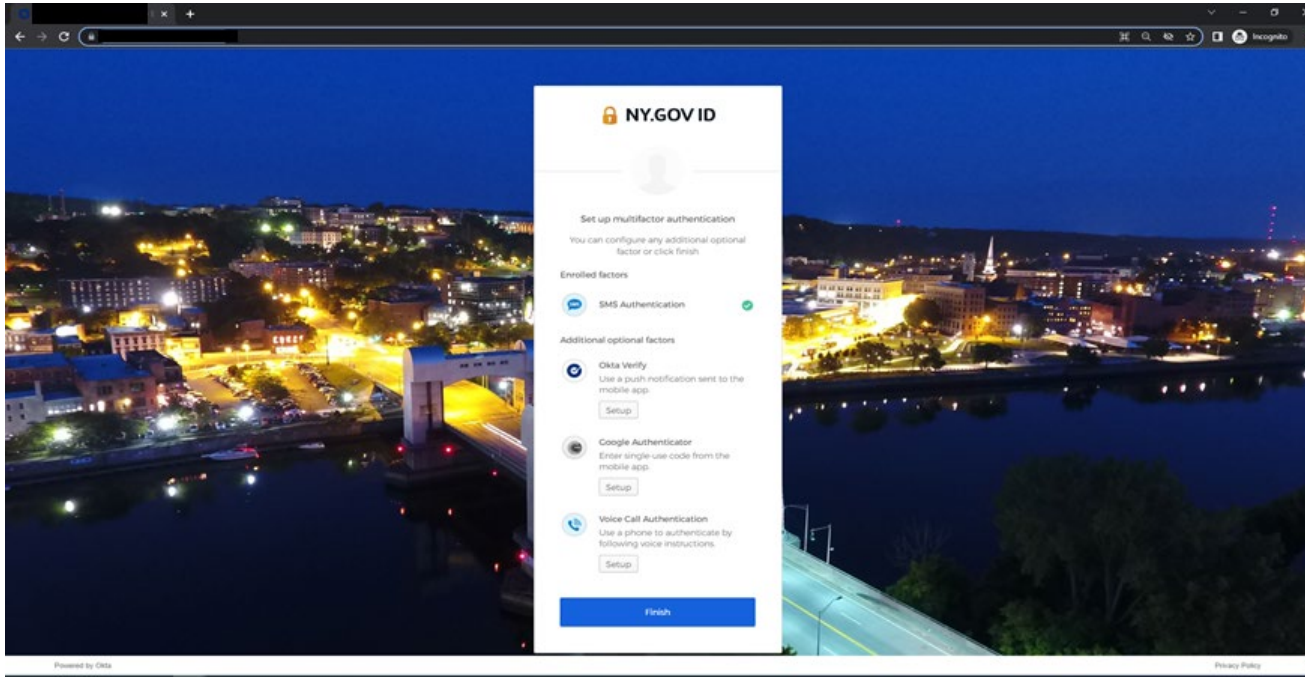 Incognito
NY.GOV ID
Set up multifactor authentication
You can configure any additional optional
factor or click finish
Enrolled factors
SMS Authentication
Additional optional factors
Okta Verify
Use a push notification sent to the
mobile app.
Setup
Google Authenticator
Enter single-use code from the
mobile app.
Setup
Voice Call Authentication
Use a phone to authenticate by
following voice instructions.
Setup
Finish
Powered by Okta
Privacy Policy